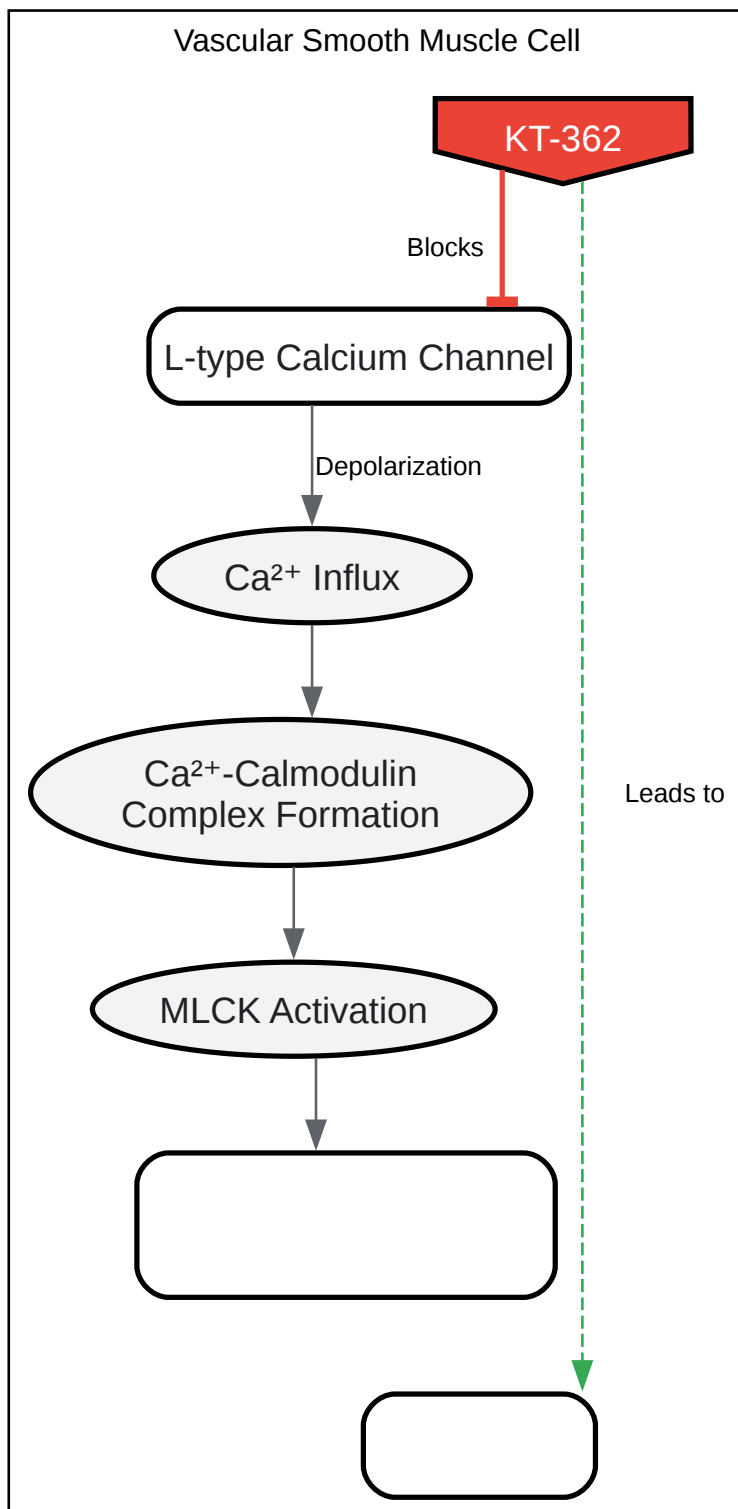 Vascular Smooth Muscle Cell
KT-362
Blocks
L-type Calcium Channel
Depolarization
Ca²⁺ Influx
Ca²⁺-Calmodulin
Complex Formation
Leads to
MLCK Activation